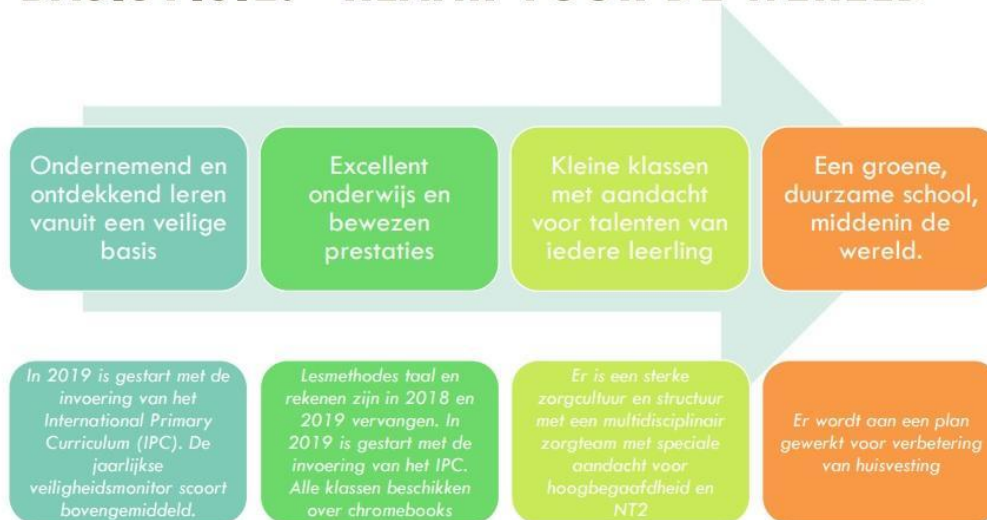 Ondernemend en
ontdekkend leren
vanuit een veilige
basis
Excellent
onderwijs en
bewezen
prestaties
Kleine klassen
met aandacht
voor talenten van
iedere leerling
Een groene,
duurzame school,
middenin de
wereld.
In 2019 is gestart met de
invoering van het
International Primary
Curriculum (IPC). De
jaarlijkse
veiligheidsmonitor scoort
bovengemiddeld.
Lesmethodes taal en
rekenen zijn in 2018 en
2019 vervangen. In
2019 is gestart met de
invoering van het IPC.
Alle klassen beschikken
over chromebooks
Er is een sterke
zorgcultuur en structuur
met een multidisciplinair
zorgteam met speciale
aandacht voor
hoogbegaafdheid en
NT2
Er wordt aan een plan
gewerkt voor verbetering
van huisvesting